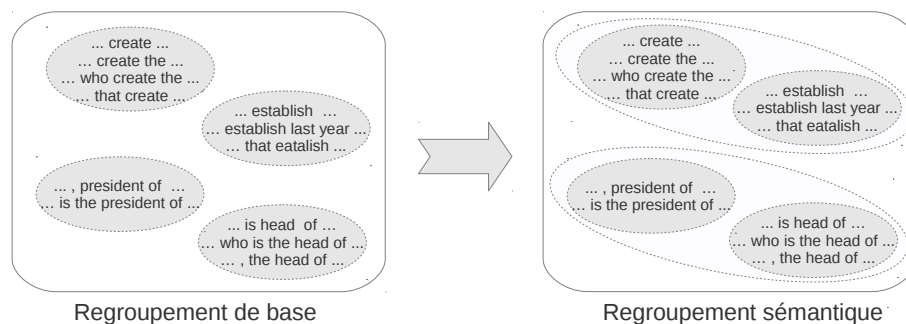 ... create ...
... create the ...
... who create the ...
... that create ...
... establish ...
... establish last year ...
... that eatalish ...
... , president of ...
... is the president of ...
... is head of ...
... who is the head of ...
... , the head of ...
Regroupement de base
... create ...
... create the ...
... who create the ...
... that create ...
... establish ...
... establish last year ...
... that eatalish ...
... , president of ...
... is the president of ...
... is head of ...
... who is the head of ...
... , the head of ...
Regroupement sémantique